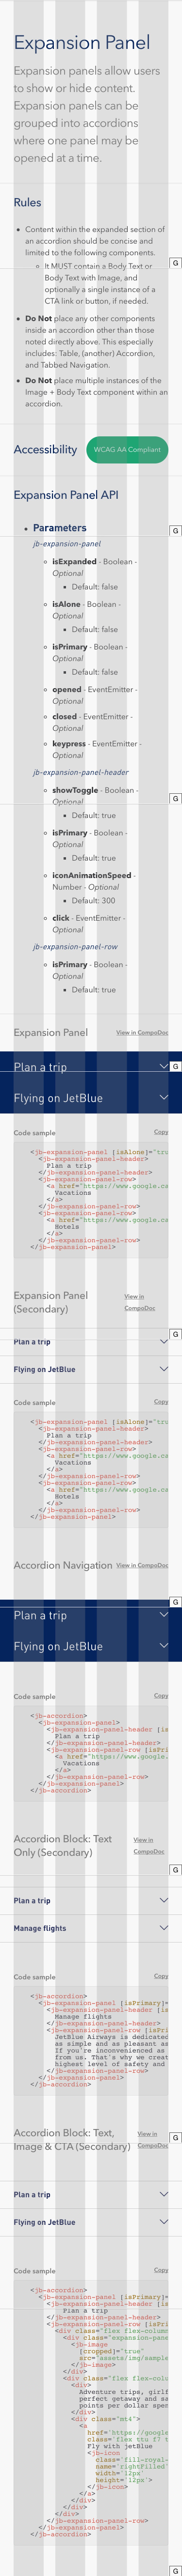 Expansion Panel
Expansion panels allow users
to show or hide content.
Expansion panels can be
grouped into accordions
where one panel may be
opened at a time.
Rules
Content within the expanded section of
an accordion should be concise and
limited to the following components.
It MUST contain a Body Text or
Body Text with Image, and
optionally a single instance of a
CTA link or button, if needed.
G
Do Not place any other components
inside an accordion other than those
noted directly above. This especially
includes: Table, (another) Accordion,
and Tabbed Navigation.
Do Not place multiple instances of the
Image + Body Text component within an
accordion.
Accessibility
WCAG AA Compliant
Expansion Panel API
Parameters
G
jb-expansion-panel
isExpanded - Boolean -
Optional
Default: false
isAlone - Boolean -
Optional
Default: false
isPrimary - Boolean -
Optional
Default: false
opened - EventEmitter -
Optional
closed - EventEmitter -
Optional
keypress - EventEmitter -
Optional
jb-expansion-panel-header
showToggle - Boolean -
Optional
G
Default: true
isPrimary - Boolean -
Optional
Default: true
iconAnimationSpeed -
Number - Optional
Default: 300
click - EventEmitter -
Optional
jb-expansion-panel-row
isPrimary - Boolean -
Optional
Default: true
Expansion Panel
View in CompoDoc
Plan a trip
G
Flying on JetBlue
Code sample
Copy
<jb-expansion-panel [isAlone]="tru
<jb-expansion-panel-header>
Plan a trip
</jb-expansion-panel-header>
<jb-expansion-panel-row>
<a href="https://www.google.ca
Vacations
</a>
</jb-expansion-panel-row>
<jb-expansion-panel-row>
<a href="https://www.google.ca
Hotels
</a>
</jb-expansion-panel-row>
</jb-expansion-panel>
Expansion Panel
(Secondary)
View in
CompoDoc
G
Plan a trip
Flying on JetBlue
Code sample
Copy
<jb-expansion-panel [isAlone]="tru
<jb-expansion-panel-header>
Plan a trip
</jb-expansion-panel-header>
<jb-expansion-panel-row>
<a href="https://www.google.ca
Vacations
</a>
</jb-expansion-panel-row>
<jb-expansion-panel-row>
<a href="https://www.google.ca
Hotels
</a>
</jb-expansion-panel-row>
</jb-expansion-panel>
Accordion Navigation
View in CompoDoc
G
Plan a trip
Flying on JetBlue
Code sample
Copy
<jb-accordion>
<jb-expansion-panel>
<jb-expansion-panel-header [is
Plan a trip
</jb-expansion-panel-header>
<jb-expansion-panel-row [isPri
<a href="https://www.google.
Vacations
</a>
</jb-expansion-panel-row>
</jb-expansion-panel>
</jb-accordion>
Accordion Block: Text
Only (Secondary)
View in
CompoDoc
G
Plan a trip
Manage flights
Code sample
Copy
<jb-accordion>
<jb-expansion-panel [isPrimary]=
<jb-expansion-panel-header [is
Manage flights
</jb-expansion-panel-header>
<jb-expansion-panel-row [isPri
JetBlue Airways is dedicated
as simple and as pleasant as
If you're inconvenienced as
from us. That's why we creat
highest level of safety and
</jb-expansion-panel-row>
</jb-expansion-panel>
</jb-accordion>
Accordion Block: Text,
Image & CTA (Secondary)
View in
CompoDoc
G
Plan a trip
Flying on JetBlue
Code sample
Copy
<jb-accordion>
<jb-expansion-panel [isPrimary]=
<jb-expansion-panel-header [is
Plan a trip
</jb-expansion-panel-header>
<jb-expansion-panel-row [isPri
<div class="flex flex-column
<div class="expansion-pane
<jb-image
[cropped]="true"
src="assets/img/sample
</jb-image>
</div>
<div class="flex flex-colu
<div>
Adventure trips, girlf
perfect getaway and sa
points per dollar spen
</div>
<div class="mt4">
<a
href='https://google
class='flex ttu f7 t
Fly with jetBlue
<jb-icon
class='fill-royal-
name='rightFilled'
width='12px'
height='12px'>
</jb-icon>
</a>
</div>
</div>
</div>
</jb-expansion-panel-row>
</jb-expansion-panel>
</jb-accordion>
G